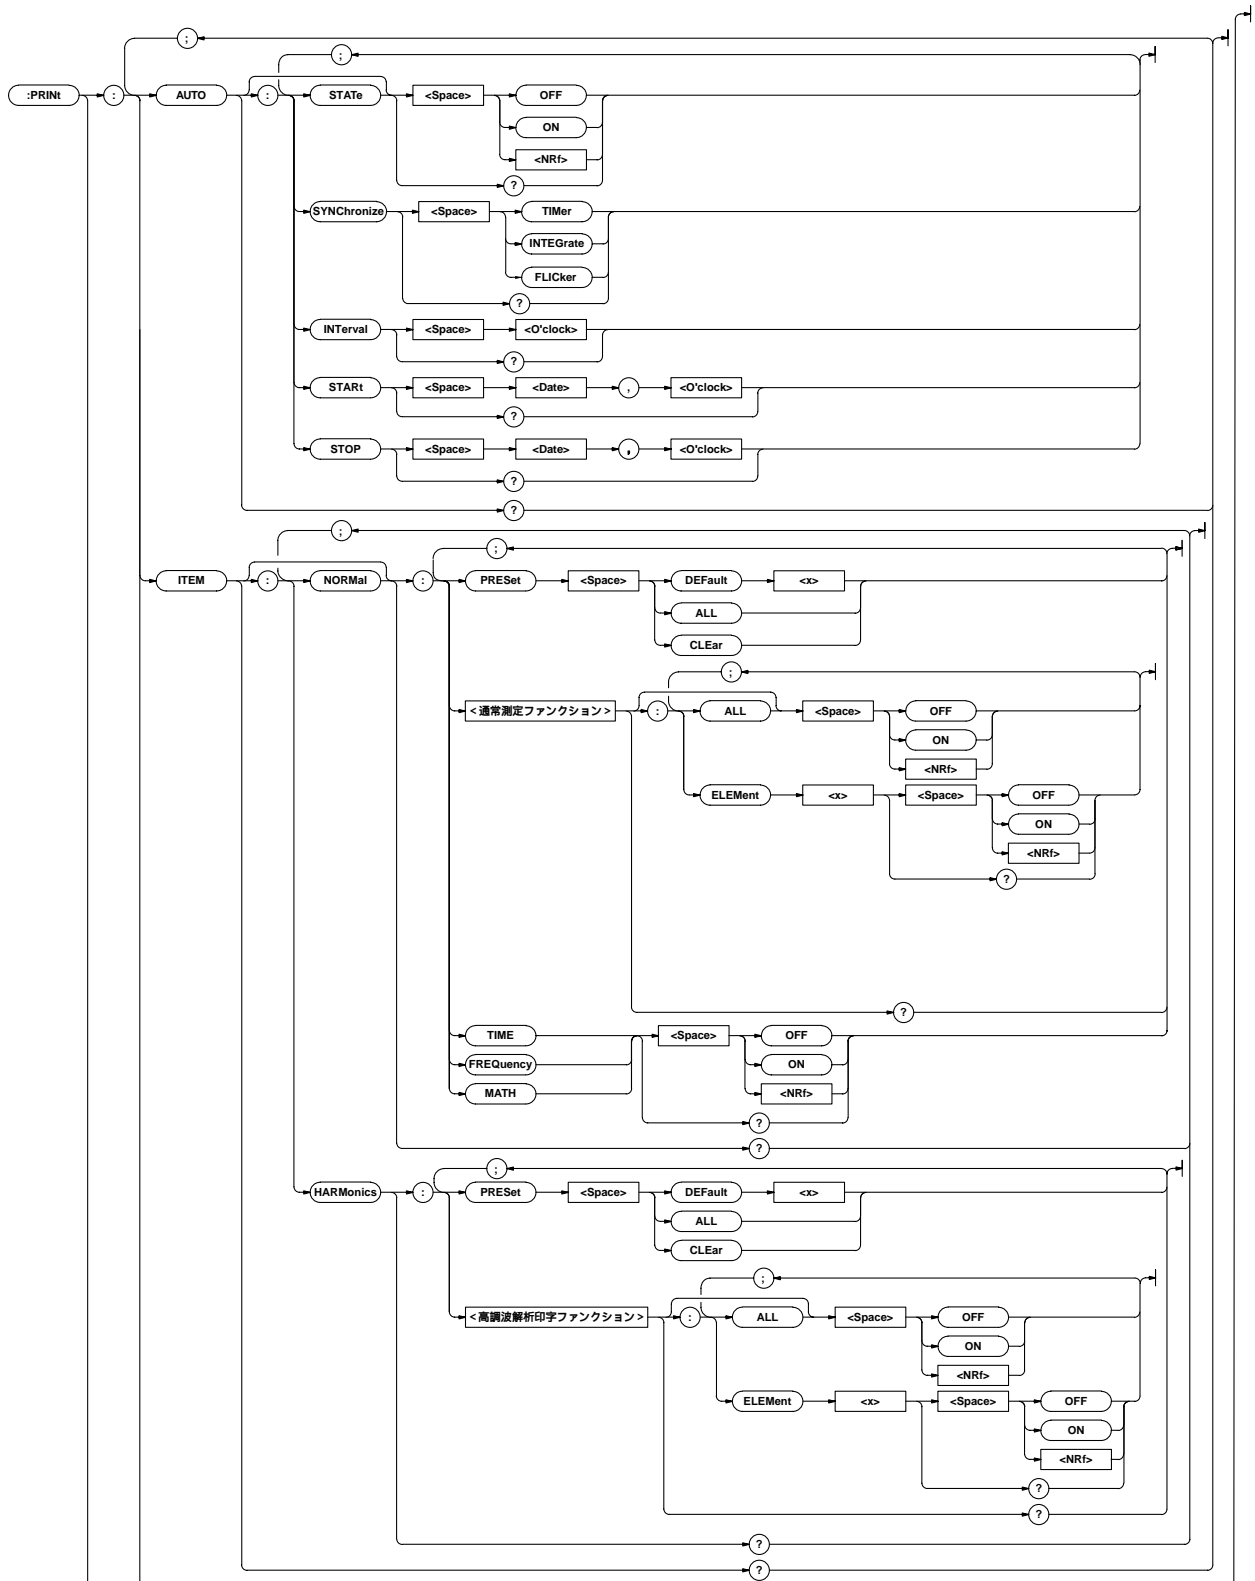 ;
; 
:PRINt : AUTO : STATe <Space> OFF
ON
<NRf>
?
SYNChronize <Space> TIMer
INTEGrate
FLICker
?
INTerval <Space> <O'clock>
?
STARt <Space> <Date> , <O'clock>
?
STOP <Space> <Date> , <O'clock>
?
?
;
;
ITEM : NORMal : PRESet <Space> DEFault <x>
ALL
CLEar
;
<通常測定ファンクション> : ALL <Space> OFF
ON
<NRf>
ELEMent <x> <Space> OFF
ON
<NRf>
?
?
TIME <Space> OFF
FREQuency ON
MATH <NRf>
?
?
;
HARMonics : PRESet <Space> DEFault <x>
ALL
CLEar
;
<高調波解析印字ファンクション> : ALL <Space> OFF
ON
<NRf>
ELEMent <x> <Space> OFF
ON
<NRf>
?
?
?
?